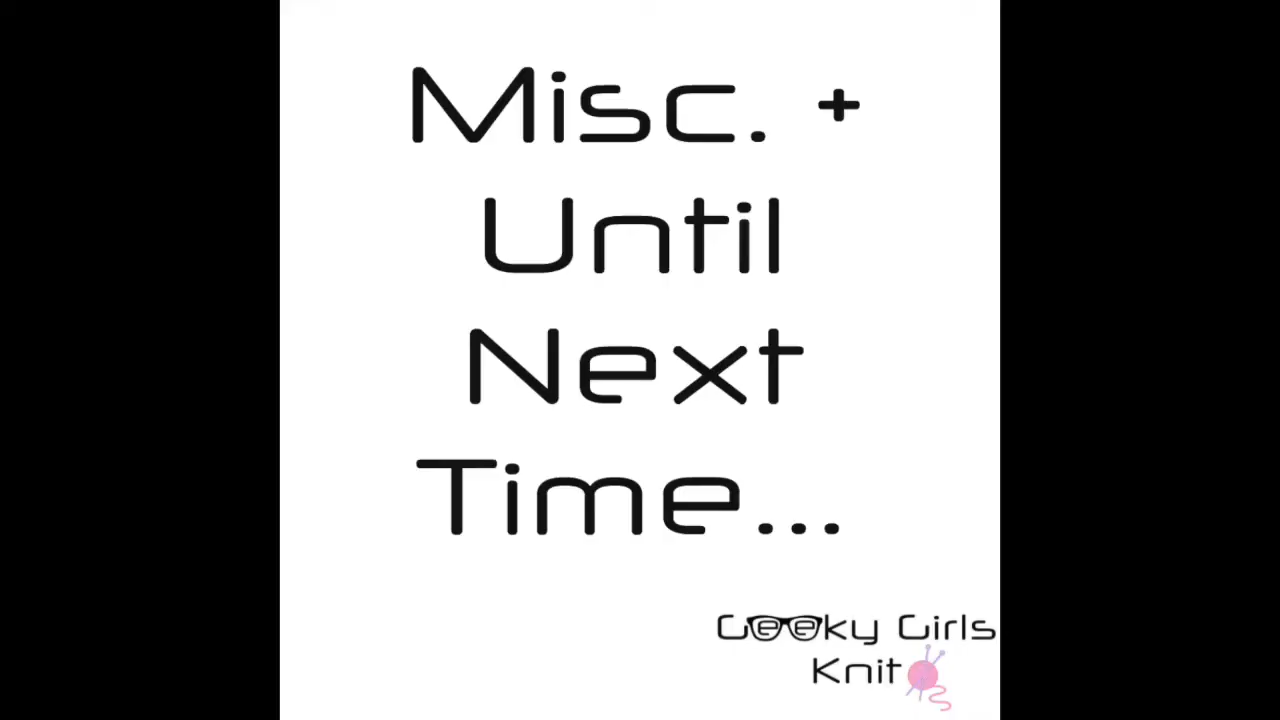 Misc. +
Until
Next
Time...
Geeky Girls
Knit